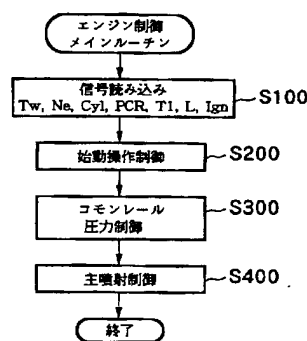 エンジン制御
メインルーチン
信号読み込み
Tw, Ne, Cyl, PCR, T1, L, Ign
S100
始動操作制御
S200
コモンレール
圧力制御
S300
主噴射制御
S400
終了